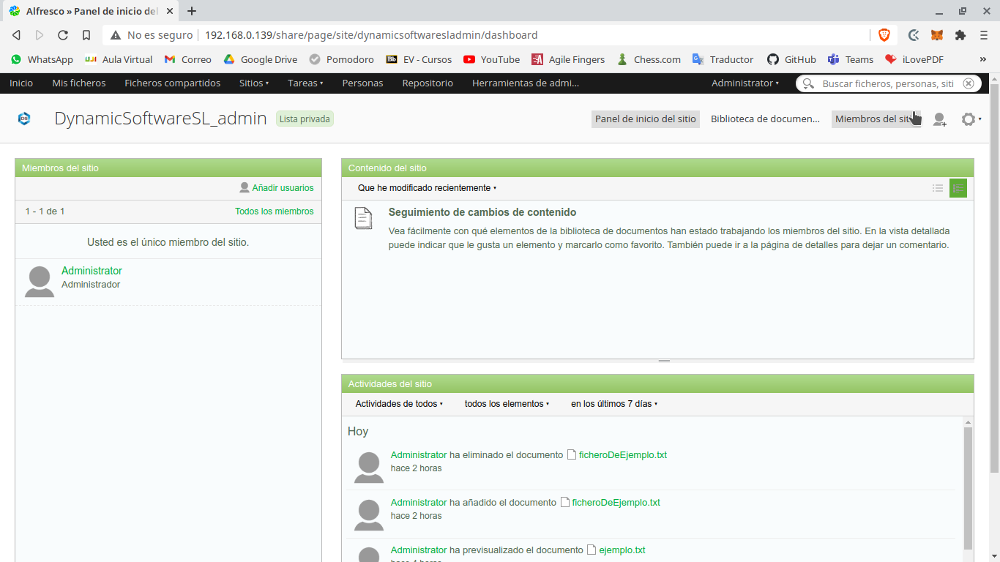 Alfresco » Panel de inicio del
No es seguro 192.168.0.139/share/page/site/dynamicsoftwaresladmin/dashboard
WhatsApp Aula Virtual Correo Google Drive Pomodoro Bb EV - Cursos YouTube Agile Fingers Chess.com Traductor GitHub Teams iLovePDF »
Inicio Mis ficheros Ficheros compartidos Sitios Tareas Personas Repositorio Herramientas de admi... Administrator Buscar ficheros, personas, siti
DS DynamicSoftwareSL_admin Lista privada Panel de inicio del sitio Biblioteca de documen... Miembros del siti
Miembros del sitio
Añadir usuarios
1 - 1 de 1 Todos los miembros
Usted es el único miembro del sitio.
Administrator
Administrador
Contenido del sitio
Que he modificado recientemente
Seguimiento de cambios de contenido
Vea fácilmente con qué elementos de la biblioteca de documentos han estado trabajando los miembros del sitio. En la vista detallada
puede indicar que le gusta un elemento y marcarlo como favorito. También puede ir a la página de detalles para dejar un comentario.
Actividades del sitio
Actividades de todos todos los elementos en los últimos 7 días
Hoy
Administrator ha eliminado el documento ficheroDeEjemplo.txt
hace 2 horas
Administrator ha añadido el documento ficheroDeEjemplo.txt
hace 2 horas
Administrator ha previsualizado el documento ejemplo.txt